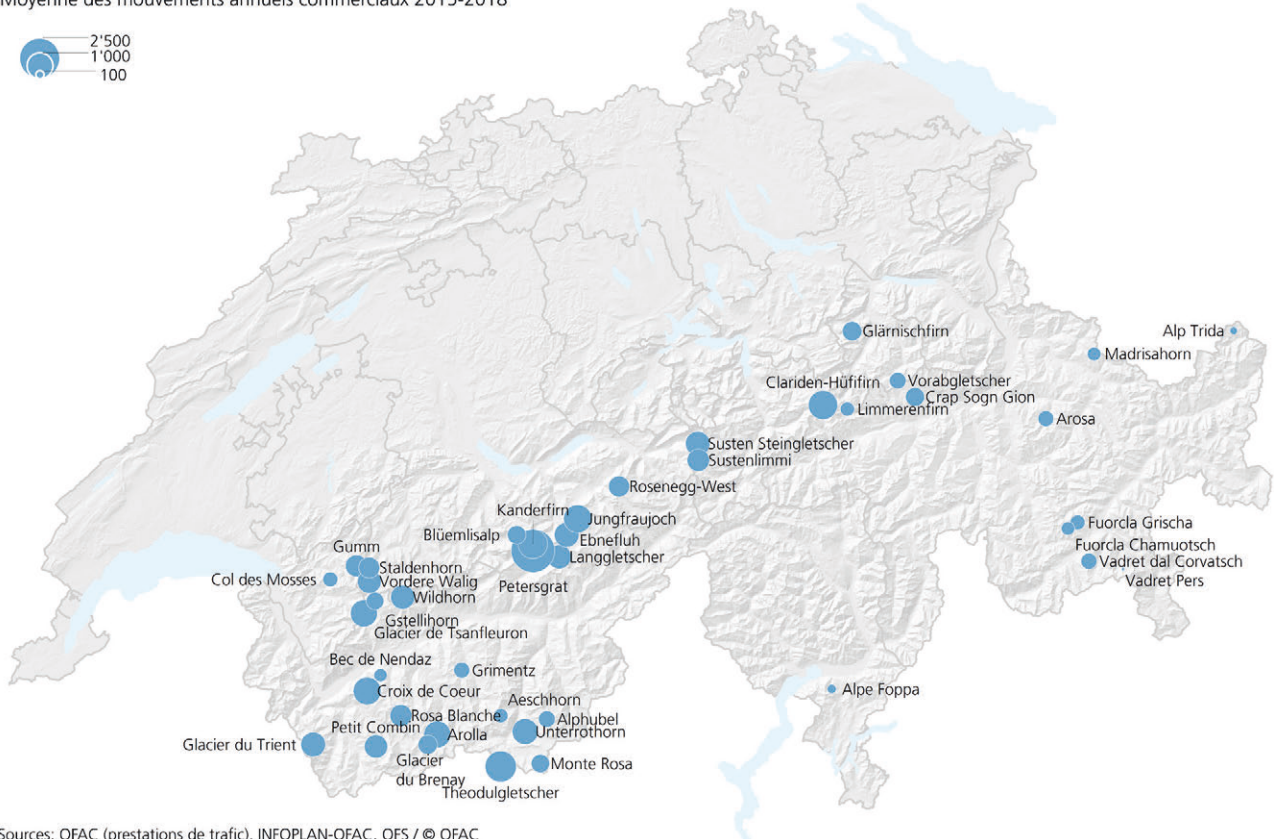 Moyenne des mouvements annuels commerciaux 2015-2018
2'500
1'000
100
Glärnischfirn
Alp Trida
Madrisahorn
Clariden-Hüfifirn
Vorabgletscher
Crap Sogn Gion
Limmerenfirn
Arosa
Susten Steingletscher
Sustenlimmi
Rosenegg-West
Kanderfirn
Jungfraujoch
Blüemlisalp
Ebnefluh
Langgletscher
Petersgrat
Fuorcla Grischa
Fuorcla Chamuotsch
Vadret dal Corvatsch
Vadret Pers
Gumm
Staldenhorn
Col des Mosses
Vordere Walig
Wildhorn
Gstellihorn
Glacier de Tsanfleuron
Bec de Nendaz
Grimentz
Croix de Coeur
Alpe Foppa
Aeschhorn
Rosa Blanche
Alphubel
Petit Combin
Arolla
Unterrothorn
Glacier du Trient
Glacier
du Brenay
Monte Rosa
Theodulgletscher
Sources: OFAC (prestations de trafic), INFOPLAN-OFAC, OFS / © OFAC